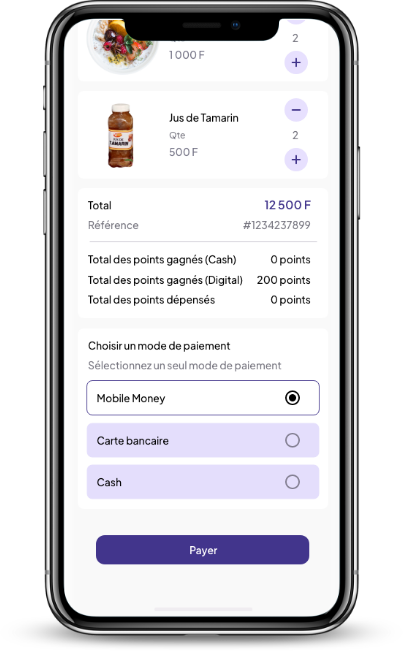 2
1 000 F
+
TAMARIN
Jus de Tamarin
Qte
500 F
−
2
+
Total 12 500 F
Référence #1234237899
Total des points gagnés (Cash) 0 points
Total des points gagnés (Digital) 200 points
Total des points dépensés 0 points
Choisir un mode de paiement
Sélectionnez un seul mode de paiement
Mobile Money
Carte bancaire
Cash
Payer